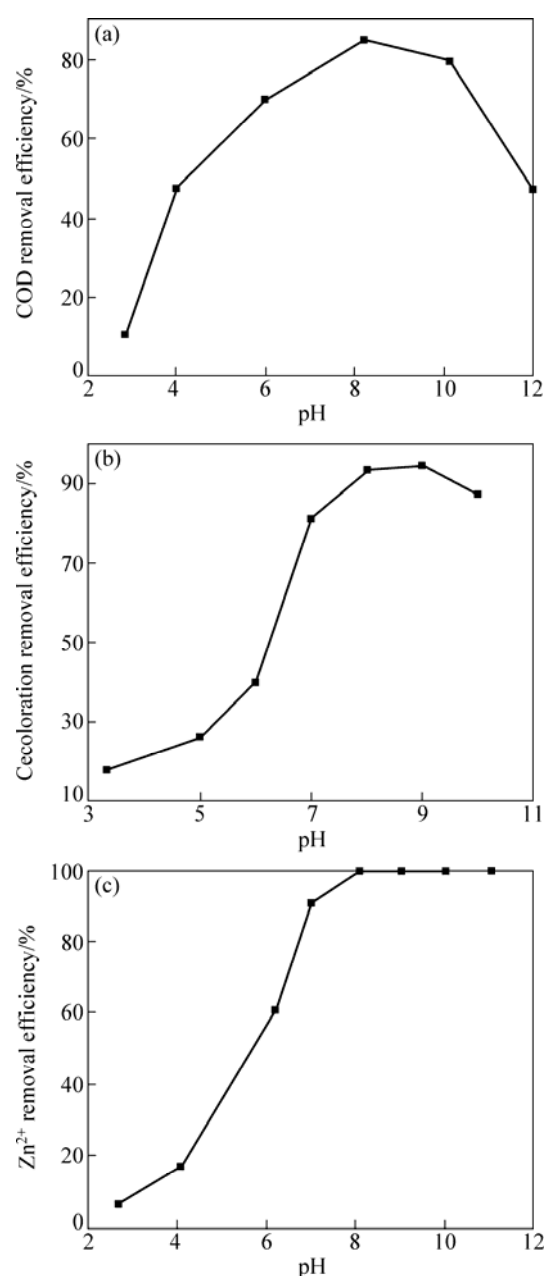 (a)
COD removal efficiency/%
80
60
40
20
0
2 4 6 8 10 12
pH
(b)
Cecoloration removal efficiency/%
90
70
50
30
10
3 5 7 9 11
pH
(c)
Zn²⁺ removal efficiency/%
100
80
60
40
20
0
2 4 6 8 10 12
pH